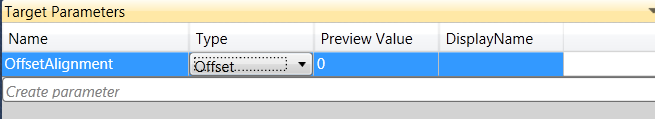 Target Parameters
Name Type Preview Value DisplayName
OffsetAlignment Offset 0
Create parameter